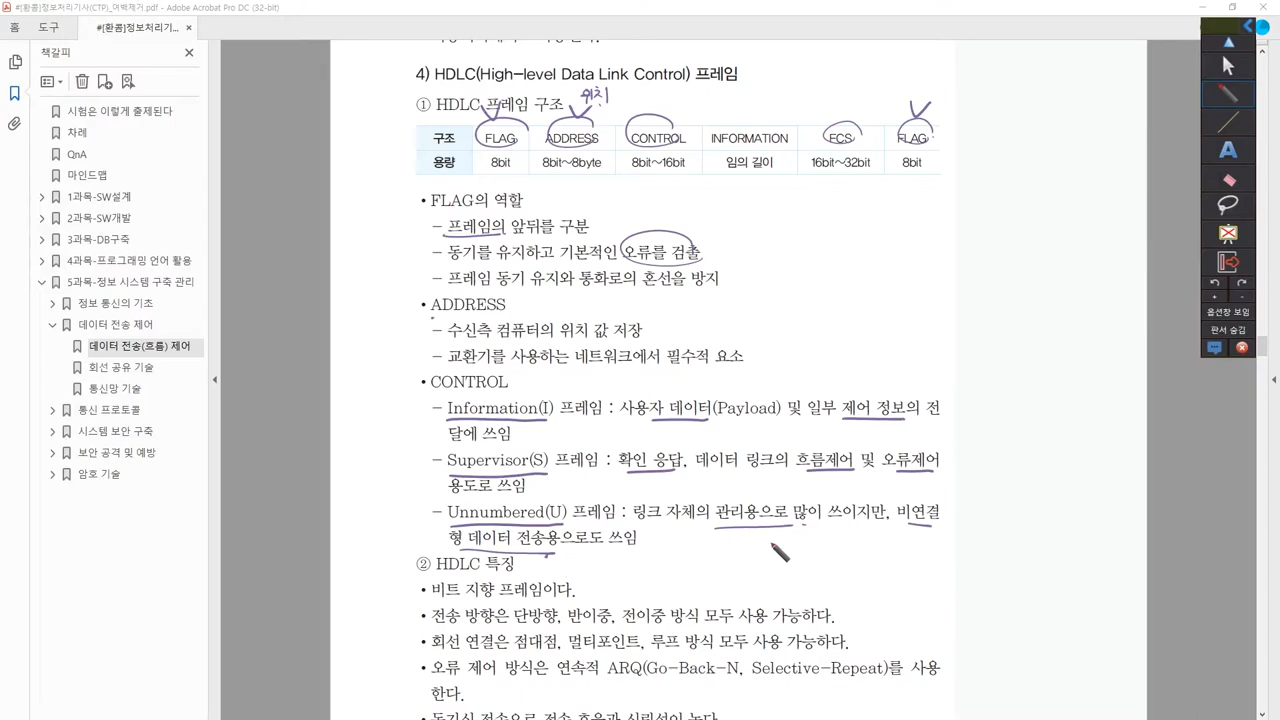 #[환콤]정보처리기사(CTP)_여백제거.pdf - Adobe Acrobat Pro DC (32-bit)
홈 도구 #[환콤]정보처리기... ×
책갈피 ×
시험은 이렇게 출제된다
차례
QnA
마인드맵
1과목-SW설계
2과목-SW개발
3과목-DB구축
4과목-프로그래밍 언어 활용
5과목-정보 시스템 구축 관리
정보 통신의 기초
데이터 전송 제어
데이터 전송(흐름) 제어
회선 공유 기술
통신망 기술
통신 프로토콜
시스템 보안 구축
보안 공격 및 예방
암호 기술
4) HDLC(High-level Data Link Control) 프레임
위치
① HDLC 프레임 구조
구조 FLAG ADDRESS CONTROL INFORMATION FCS FLAG
용량 8bit 8bit~8byte 8bit~16bit 임의 길이 16bit~32bit 8bit
• FLAG의 역할
– 프레임의 앞뒤를 구분
– 동기를 유지하고 기본적인 오류를 검출
– 프레임 동기 유지와 통화로의 혼선을 방지
• ADDRESS
– 수신측 컴퓨터의 위치 값 저장
– 교환기를 사용하는 네트워크에서 필수적 요소
• CONTROL
– Information(I) 프레임 : 사용자 데이터(Payload) 및 일부 제어 정보의 전
달에 쓰임
– Supervisor(S) 프레임 : 확인 응답, 데이터 링크의 흐름제어 및 오류제어
용도로 쓰임
– Unnumbered(U) 프레임 : 링크 자체의 관리용으로 많이 쓰이지만, 비연결
형 데이터 전송용으로도 쓰임
② HDLC 특징
• 비트 지향 프레임이다.
• 전송 방향은 단방향, 반이중, 전이중 방식 모두 사용 가능하다.
• 회선 연결은 점대점, 멀티포인트, 루프 방식 모두 사용 가능하다.
• 오류 제어 방식은 연속적 ARQ(Go-Back-N, Selective-Repeat)를 사용
한다.
• 동기식 전송으로 전송 효율과 신뢰성이 높다.
A
옵션창 보임
판서 숨김